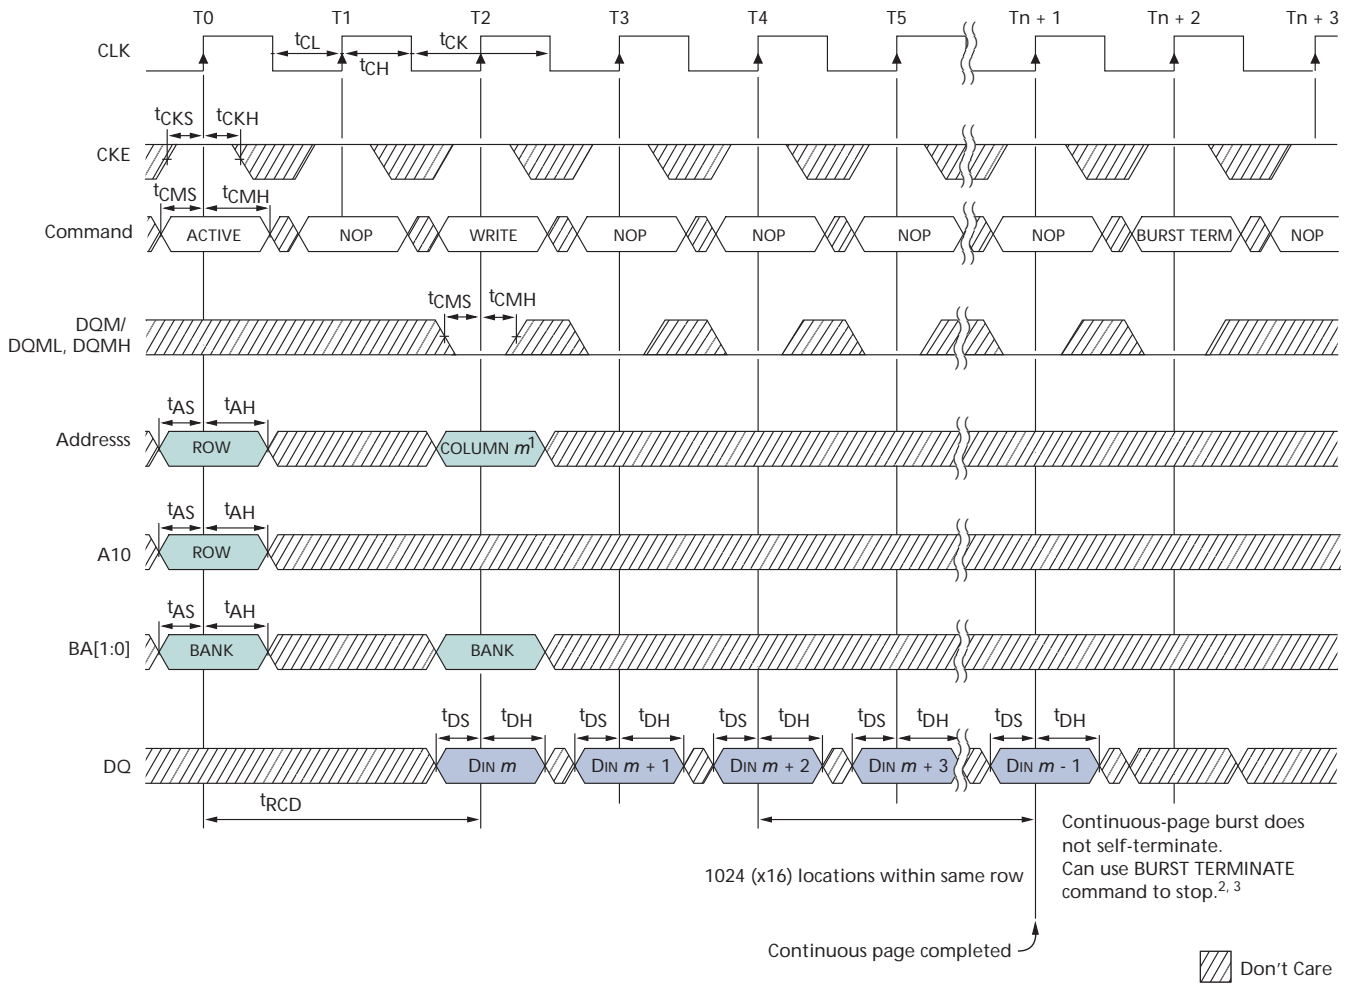 T0 T1 T2 T3 T4 T5 Tn + 1 Tn + 2 Tn + 3
CLK
tCL tCH tCK
tCKS tCKH
CKE
tCMS tCMH
Command ACTIVE NOP WRITE NOP NOP NOP NOP BURST TERM NOP
tCMS tCMH
DQM/
DQML, DQMH
tAS tAH
Addresss ROW COLUMN m1
tAS tAH
A10 ROW
tAS tAH
BA[1:0] BANK BANK
tDS tDH tDS tDH tDS tDH tDS tDH tDS tDH
DQ DIN m DIN m + 1 DIN m + 2 DIN m + 3 DIN m - 1
tRCD
1024 (x16) locations within same row
Continuous-page burst does
not self-terminate.
Can use BURST TERMINATE
command to stop.2, 3
Continuous page completed
Don't Care